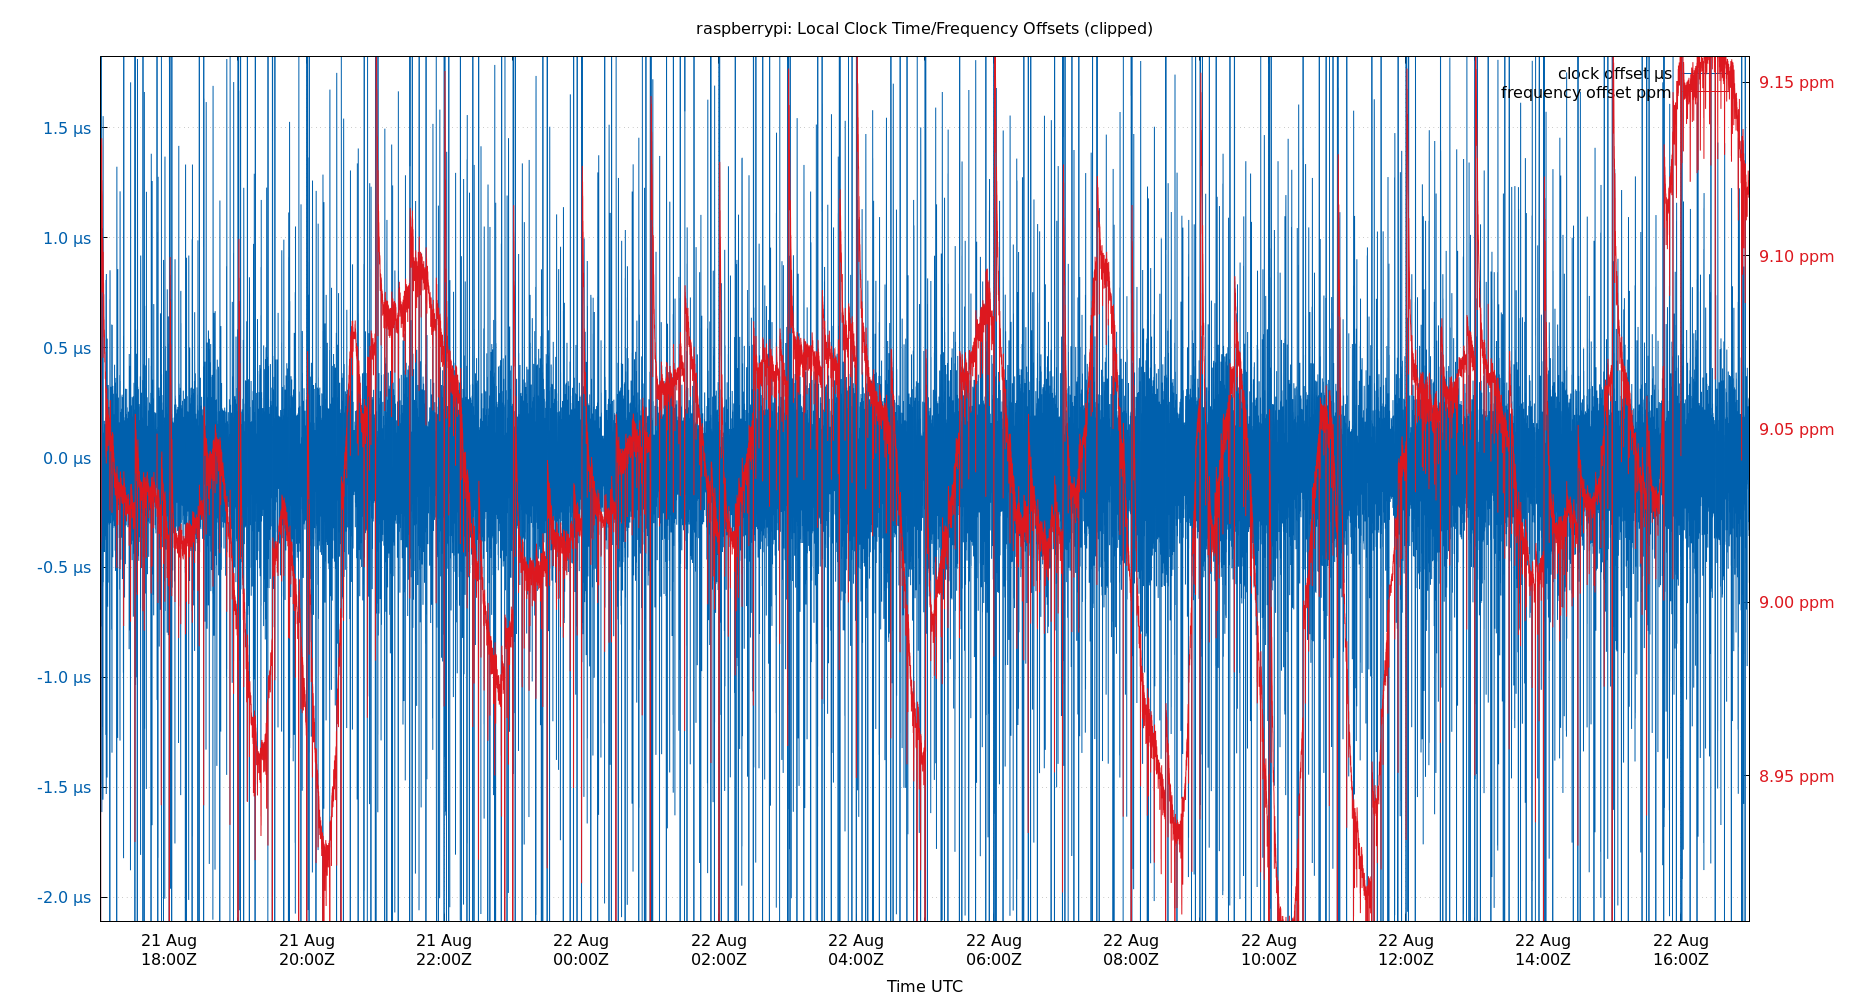 raspberrypi: Local Clock Time/Frequency Offsets (clipped)
clock offset µs
frequency offset ppm
1.5 µs
1.0 µs
0.5 µs
0.0 µs
-0.5 µs
-1.0 µs
-1.5 µs
-2.0 µs
9.15 ppm
9.10 ppm
9.05 ppm
9.00 ppm
8.95 ppm
21 Aug
18:00Z
21 Aug
20:00Z
21 Aug
22:00Z
22 Aug
00:00Z
22 Aug
02:00Z
22 Aug
04:00Z
22 Aug
06:00Z
22 Aug
08:00Z
22 Aug
10:00Z
22 Aug
12:00Z
22 Aug
14:00Z
22 Aug
16:00Z
Time UTC